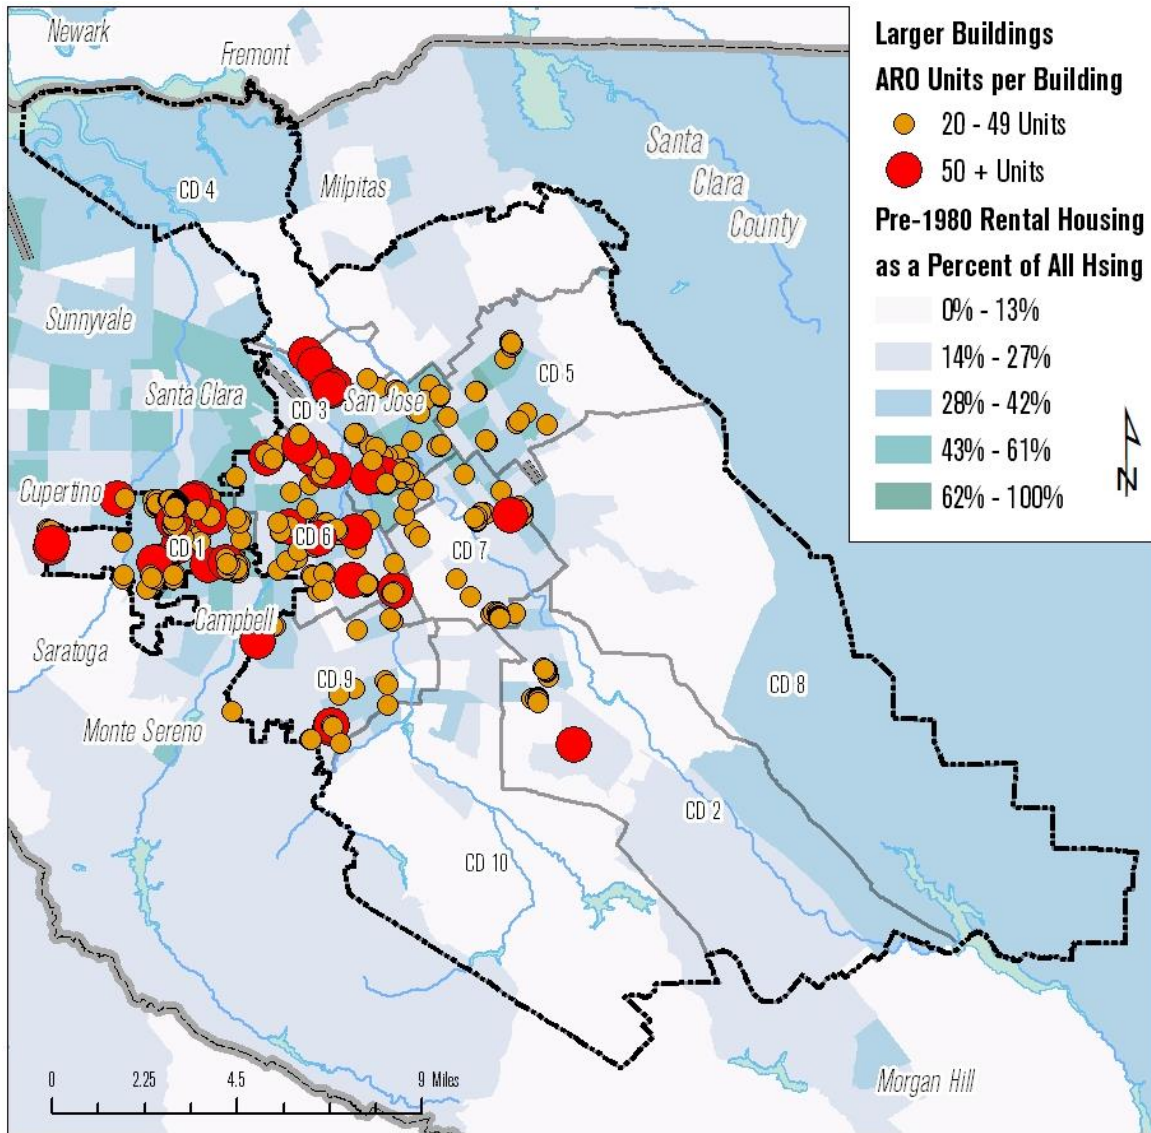 Newark
Fremont
CD 4
Milpitas
Santa
Clara
County
Sunnyvale
Santa Clara
CD 5
San Jose
CD 3
Cupertino
CD 1
CD 6
CD 7
Campbell
Saratoga
CD 9
CD 8
Monte Sereno
CD 2
CD 10
Morgan Hill
0 2.25 4.5 9 Miles
Larger Buildings
ARO Units per Building
20 - 49 Units
50 + Units
Pre-1980 Rental Housing
as a Percent of All Hsing
0% - 13%
14% - 27%
28% - 42%
43% - 61%
62% - 100%
N